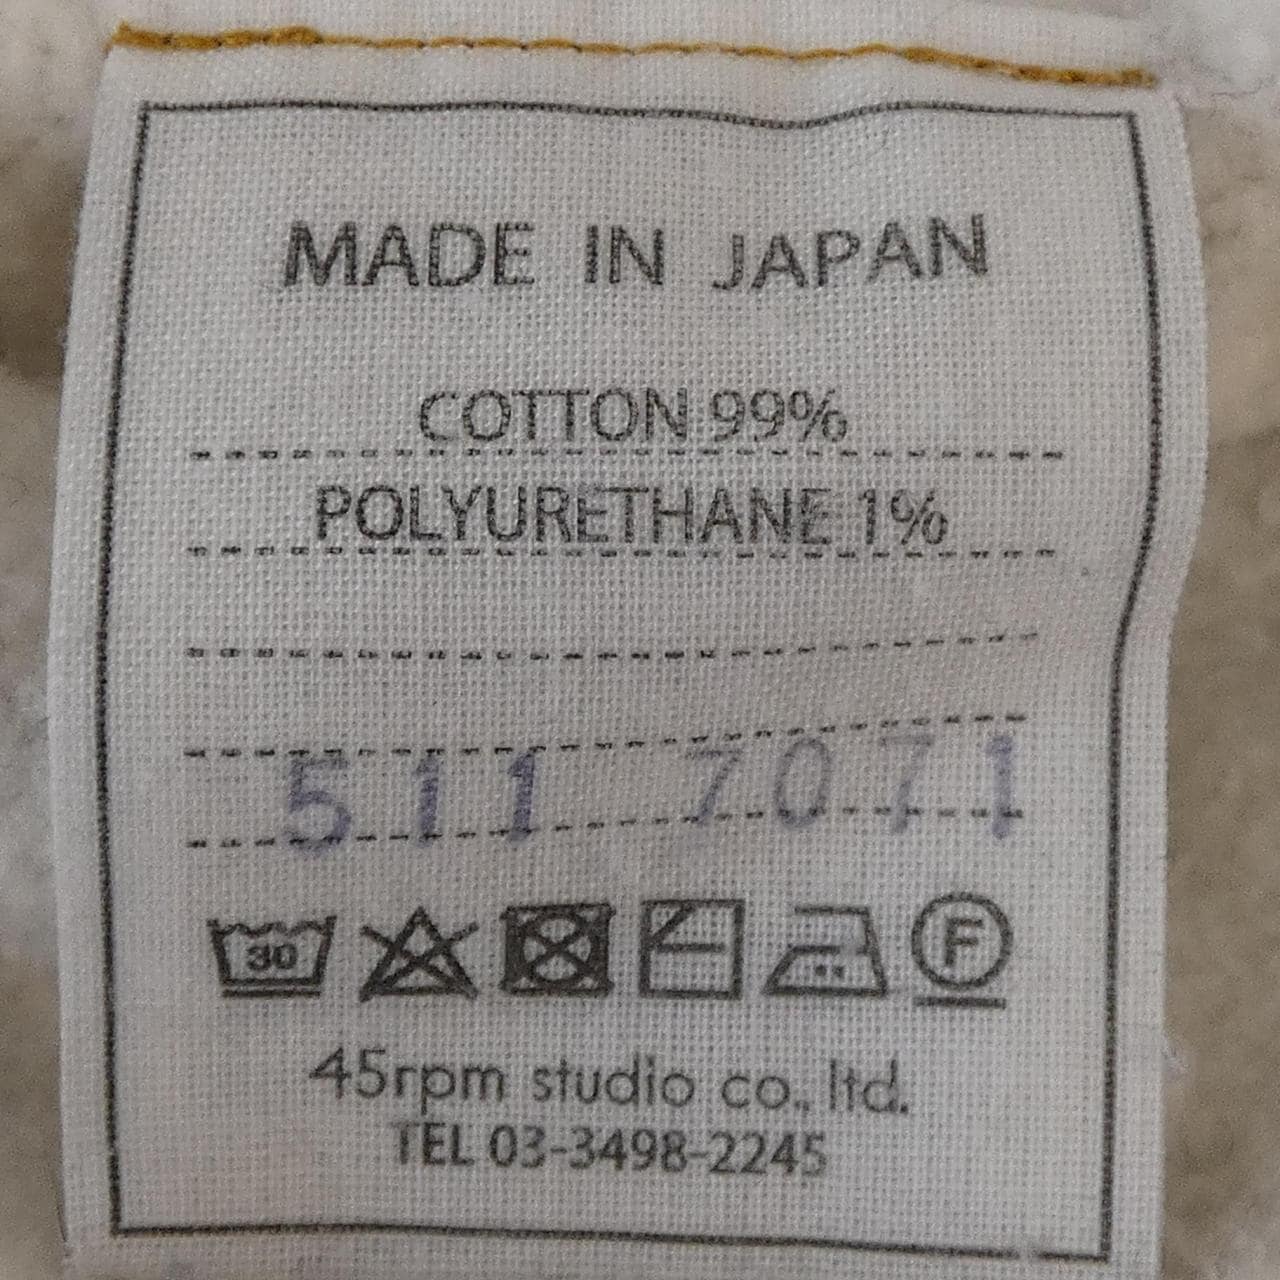 MADE IN JAPAN
COTTON 99%
POLYURETHANE 1%
511 7071
30
F
45rpm studio co., ltd.
TEL 03-3498-2245